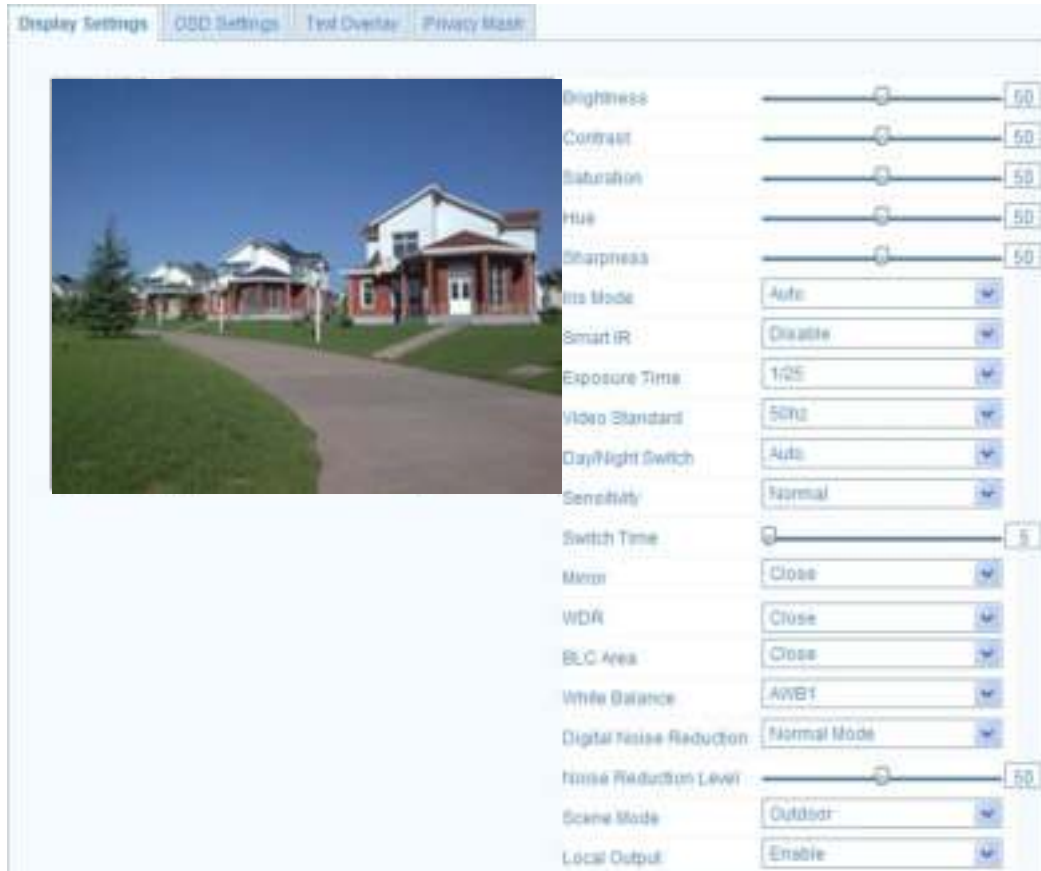 Display Settings OSD Settings Text Overlay Privacy Mask
Brightness 50
Contrast 50
Saturation 50
Hue 50
Sharpness 50
Iris Mode Auto
Smart IR Disable
Exposure Time 1/25
Video Standard 50hz
Day/Night Switch Auto
Sensitivity Normal
Switch Time 5
Mirror Close
WDR Close
BLC Area Close
White Balance AWB1
Digital Noise Reduction Normal Mode
Noise Reduction Level 50
Scene Mode Outdoor
Local Output Enable